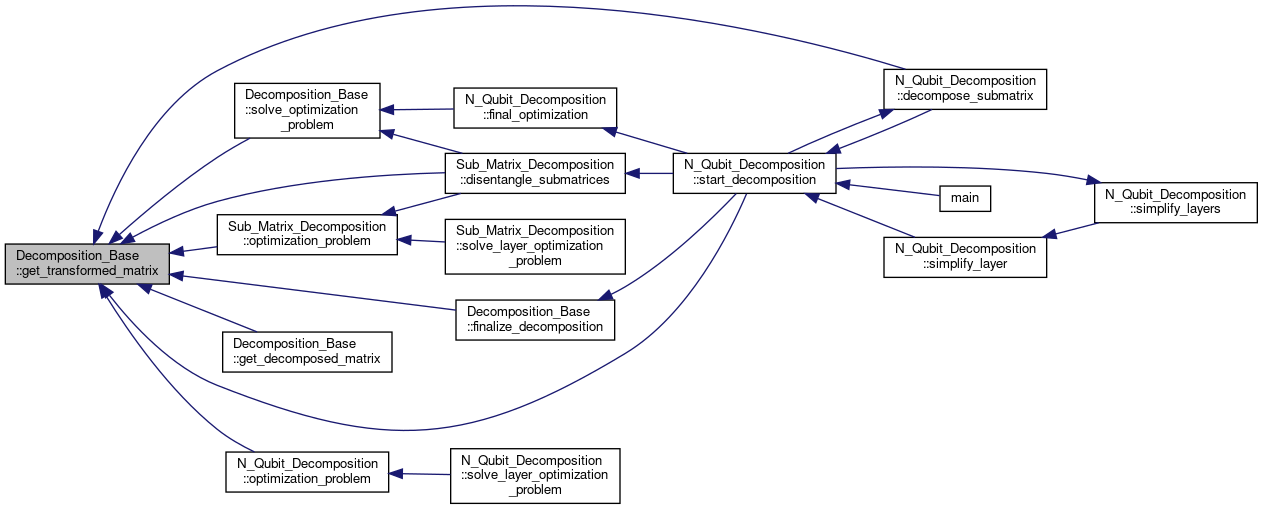 Decomposition_Base
::get_transformed_matrix
Decomposition_Base
::solve_optimization
_problem
N_Qubit_Decomposition
::final_optimization
Sub_Matrix_Decomposition
::disentangle_submatrices
Sub_Matrix_Decomposition
::optimization_problem
Sub_Matrix_Decomposition
::solve_layer_optimization
_problem
Decomposition_Base
::finalize_decomposition
Decomposition_Base
::get_decomposed_matrix
N_Qubit_Decomposition
::optimization_problem
N_Qubit_Decomposition
::solve_layer_optimization
_problem
N_Qubit_Decomposition
::start_decomposition
N_Qubit_Decomposition
::decompose_submatrix
main
N_Qubit_Decomposition
::simplify_layer
N_Qubit_Decomposition
::simplify_layers